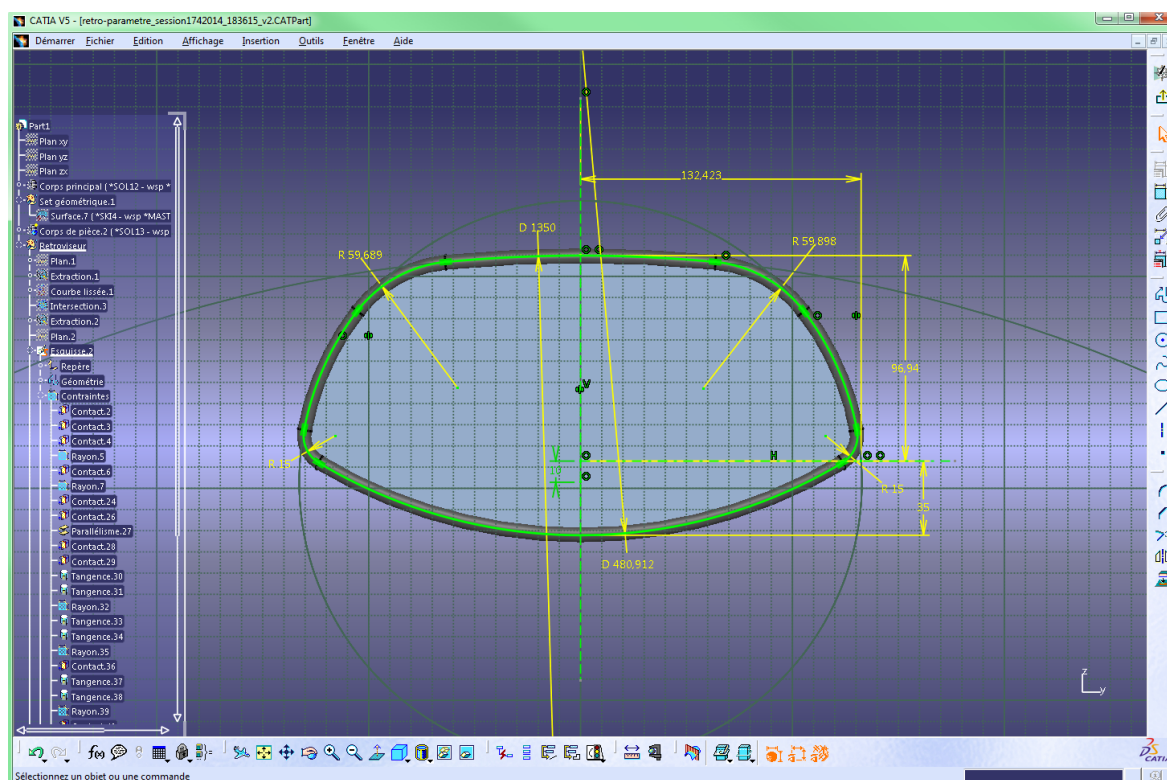 CATIA V5 - [retro-parametre_session1742014_183615_v2.CATPart]
Démarrer Fichier Edition Affichage Insertion Outils Fenêtre Aide
Part1
Plan xy
Plan yz
Plan zx
Corps principal ( *SOL12 - wsp *
Set géométrique.1
Surface.7 ( *SKI4 - wsp *MAST
Corps de pièce.2 ( *SOL13 - wsp
Retroviseur
Plan.1
Extraction.1
Courbe lissée.1
Intersection.3
Extraction.2
Plan.2
Esquisse.2
Repère
Géométrie
Contraintes
Contact.2
Contact.3
Contact.4
Rayon.5
Contact.6
Rayon.7
Contact.24
Contact.26
Parallélisme.27
Contact.28
Contact.29
Tangence.30
Tangence.31
Rayon.32
Tangence.33
Tangence.34
Rayon.35
Contact.36
Tangence.37
Tangence.38
Rayon.39
132,423
D 1350
R 59,689
R 59,898
96,94
V
H
R 15
10
R 15
35
D 480,912
z
y
f(x)
CATIA
Sélectionnez un objet ou une commande